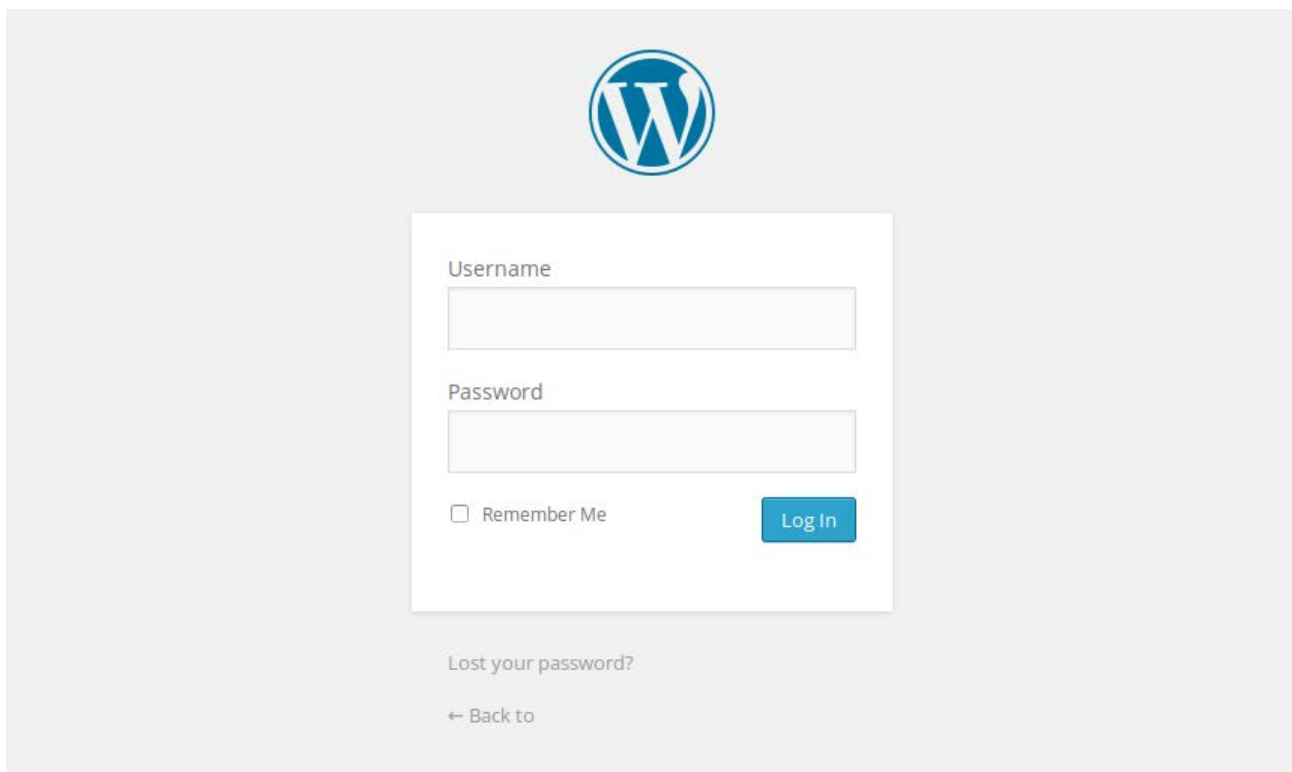 Username
Password
Remember Me
Log In
Lost your password?
← Back to